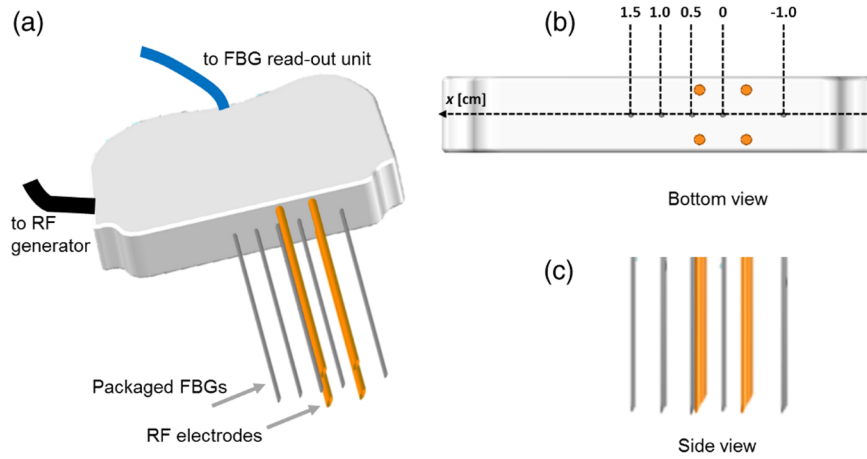 (a)
to FBG read-out unit
to RF
generator
Packaged FBGs
RF electrodes
(b)
1.5 1.0 0.5 0 -1.0
x [cm]
Bottom view
(c)
Side view